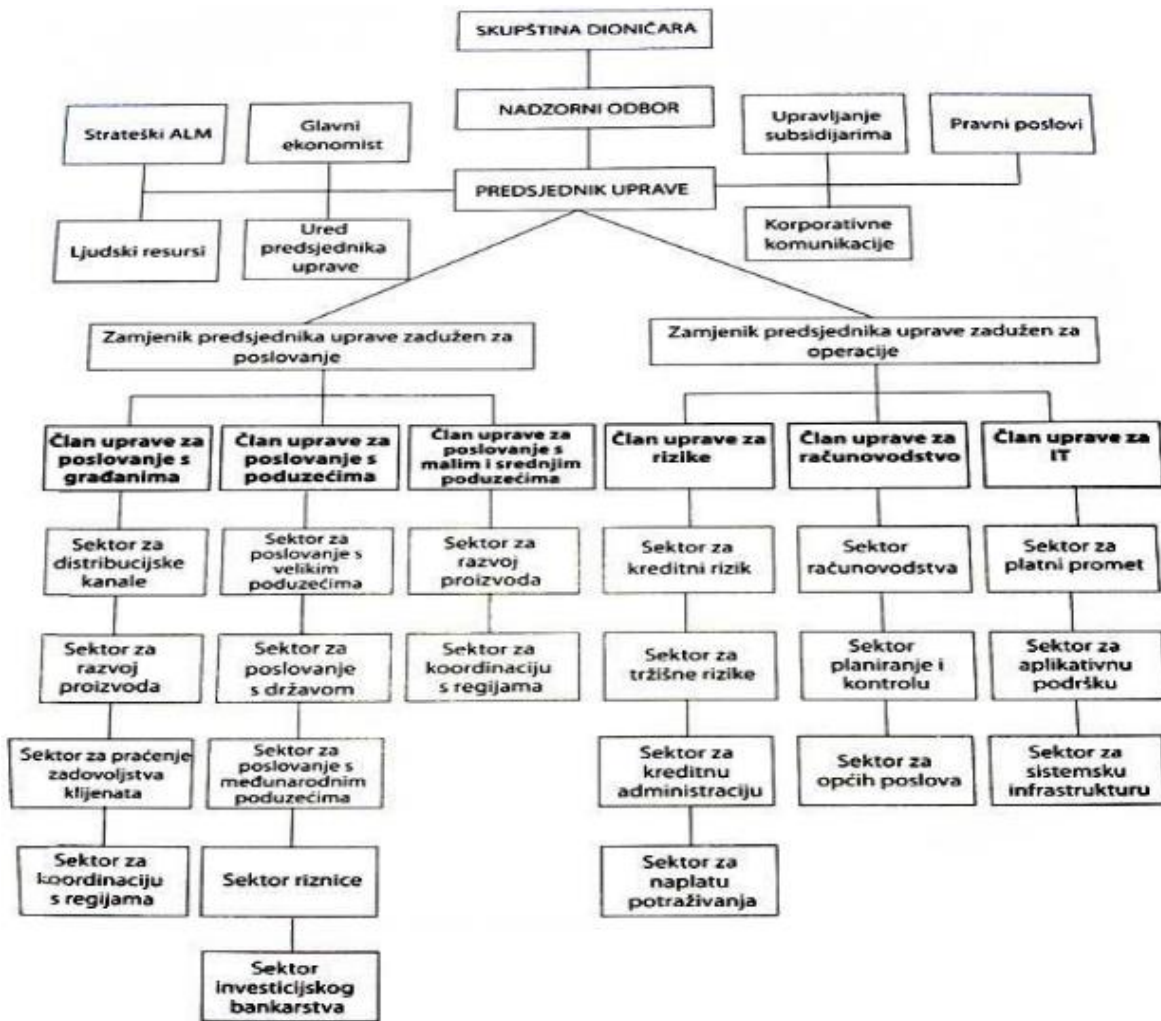 SKUPŠTINA DIONIČARA
NADZORNI ODBOR
Strateški ALM
Glavni
ekonomist
Upravljanje
subsidijarima
Pravni poslovi
PREDSJEDNIK UPRAVE
Ljudski resursi
Ured
predsjednika
uprave
Korporativne
komunikacije
Zamjenik predsjednika uprave zadužen za
poslovanje
Zamjenik predsjednika uprave zadužen za
operacije
Član uprave za
poslovanje s
građanima
Član uprave za
poslovanje s
poduzećima
Član uprave za
poslovanje s
malim i srednjim
poduzećima
Član uprave za
rizike
Član uprave za
računovodstvo
Član uprave za
IT
Sektor za
distribucijske
kanale
Sektor za
poslovanje s
velikim
poduzećima
Sektor za
razvoj
proizvoda
Sektor za
kreditni rizik
Sektor
računovodstva
Sektor za
platni promet
Sektor za
razvoj
proizvoda
Sektor za
poslovanje
s državom
Sektor za
koordinaciju
s regijama
Sektor za
tržišne rizike
Sektor
planiranje i
kontrolu
Sektor za
aplikativnu
podršku
Sektor za praćenje
zadovoljstva
klijenata
Sektor za
poslovanje s
međunarodnim
poduzećima
Sektor za
kreditnu
administraciju
Sektor za
općih poslova
Sektor za
sistemsku
infrastrukturu
Sektor za
koordinaciju
s regijama
Sektor riznice
Sektor za
naplatu
potraživanja
Sektor
investicijskog
bankarstva